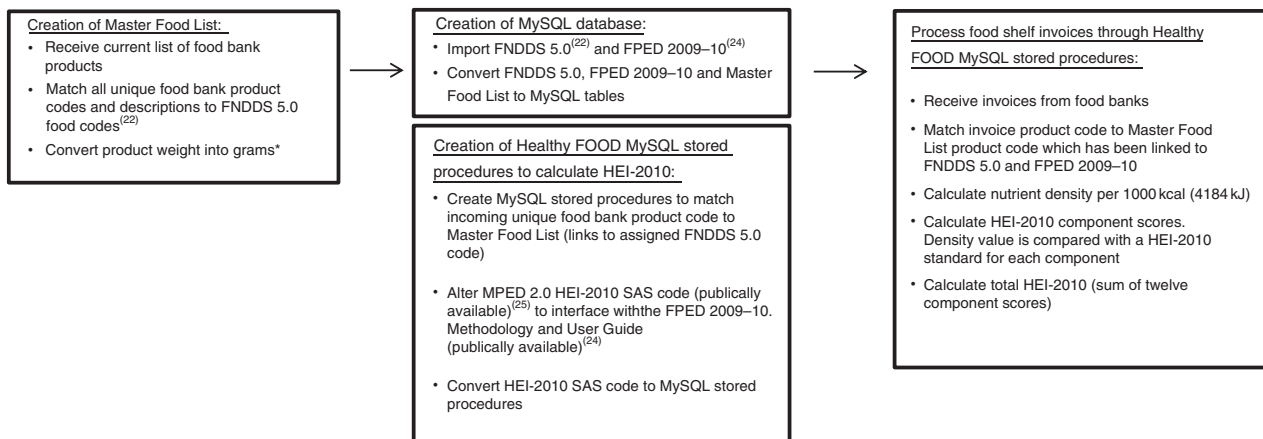 Creation of Master Food List:
• Receive current list of food bank
products
• Match all unique food bank product
codes and descriptions to FNDDS 5.0
food codes(22)
• Convert product weight into grams*
Creation of MySQL database:
• Import FNDDS 5.0(22) and FPED 2009–10(24)
• Convert FNDDS 5.0, FPED 2009–10 and Master
Food List to MySQL tables
Creation of Healthy FOOD MySQL stored
procedures to calculate HEI-2010:
• Create MySQL stored procedures to match
incoming unique food bank product code to
Master Food List (links to assigned FNDDS 5.0
code)
• Alter MPED 2.0 HEI-2010 SAS code (publically
available)(25) to interface withthe FPED 2009–10.
Methodology and User Guide
(publically available)(24)
• Convert HEI-2010 SAS code to MySQL stored
procedures
Process food shelf invoices through Healthy
FOOD MySQL stored procedures:
• Receive invoices from food banks
• Match invoice product code to Master Food
List product code which has been linked to
FNDDS 5.0 and FPED 2009–10
• Calculate nutrient density per 1000 kcal (4184 kJ)
• Calculate HEI-2010 component scores.
Density value is compared with a HEI-2010
standard for each component
• Calculate total HEI-2010 (sum of twelve
component scores)